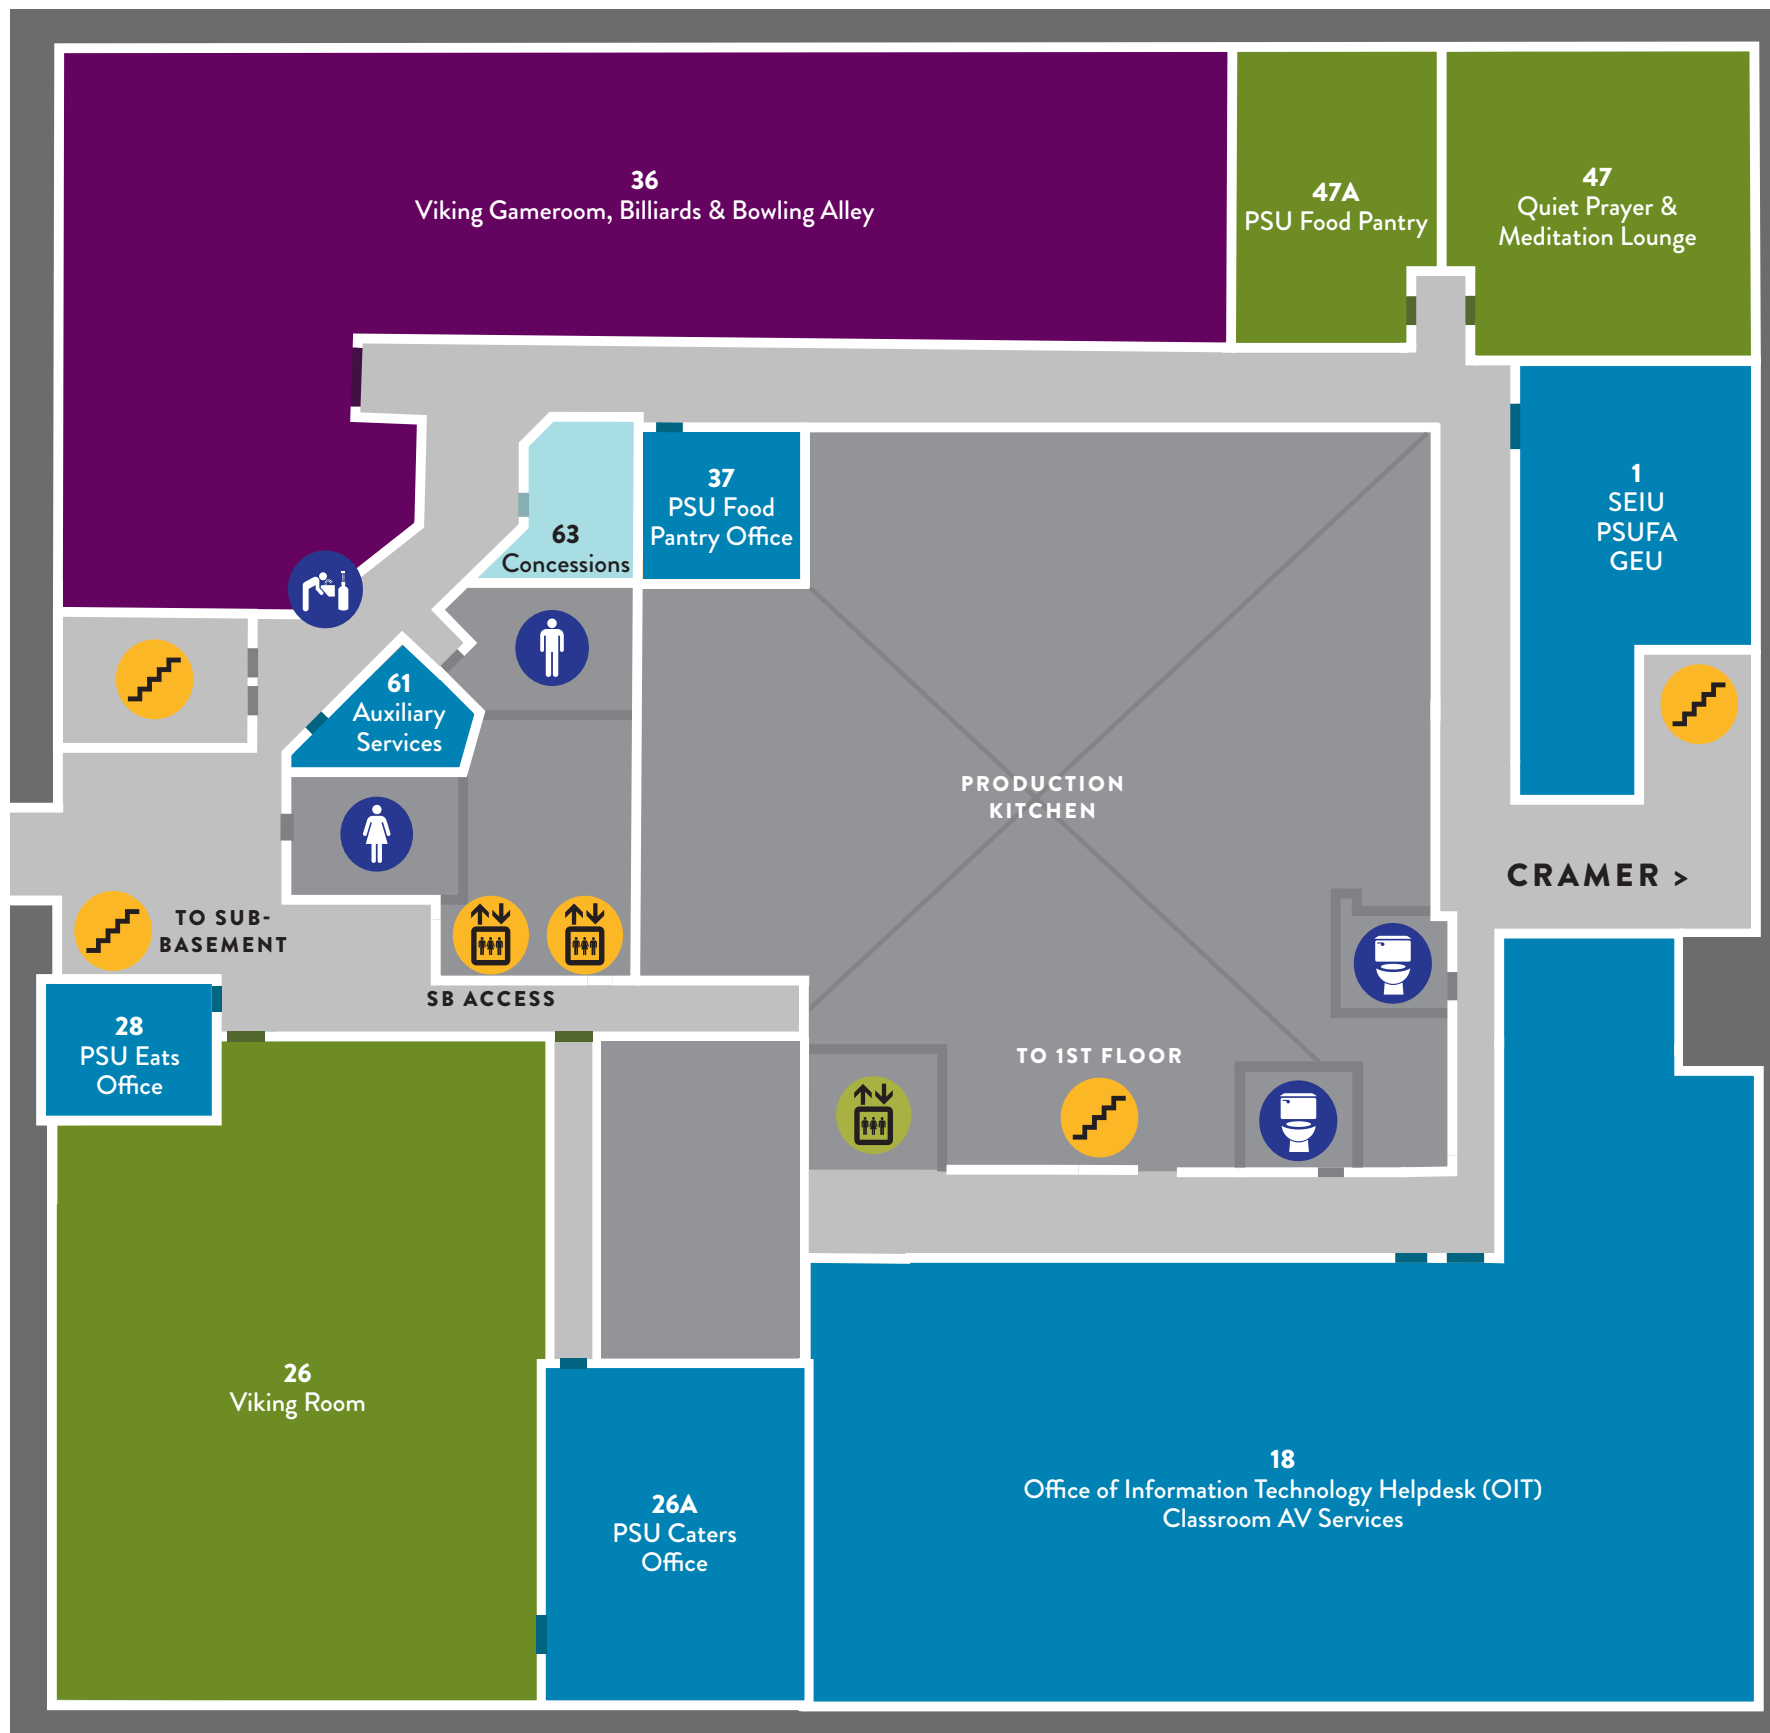 36
Viking Gameroom, Billiards & Bowling Alley
47A
PSU Food Pantry
47
Quiet Prayer &
Meditation Lounge
63
Concessions
37
PSU Food
Pantry Office
1
SEIU
PSUFA
GEU
61
Auxiliary
Services
PRODUCTION
KITCHEN
CRAMER >
TO SUB-
BASEMENT
SB ACCESS
28
PSU Eats
Office
TO 1ST FLOOR
26
Viking Room
26A
PSU Caters
Office
18
Office of Information Technology Helpdesk (OIT)
Classroom AV Services